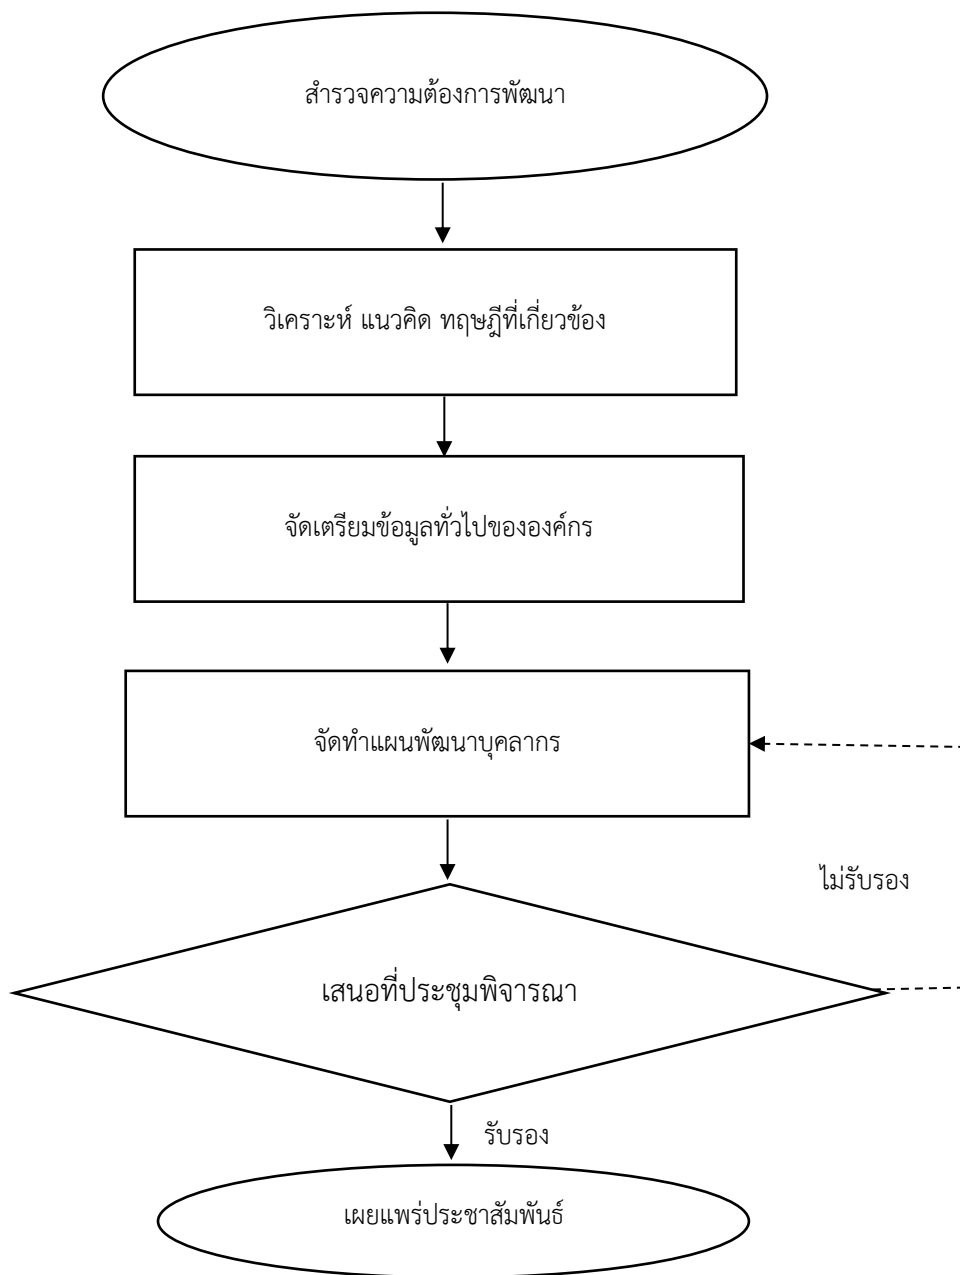 สำรวจความต้องการพัฒนา
วิเคราะห์ แนวคิด ทฤษฎีที่เกี่ยวข้อง
จัดเตรียมข้อมูลทั่วไปขององค์กร
จัดทำแผนพัฒนาบุคลากร
ไม่รับรอง
เสนอที่ประชุมพิจารณา
รับรอง
เผยแพร่ประชาสัมพันธ์